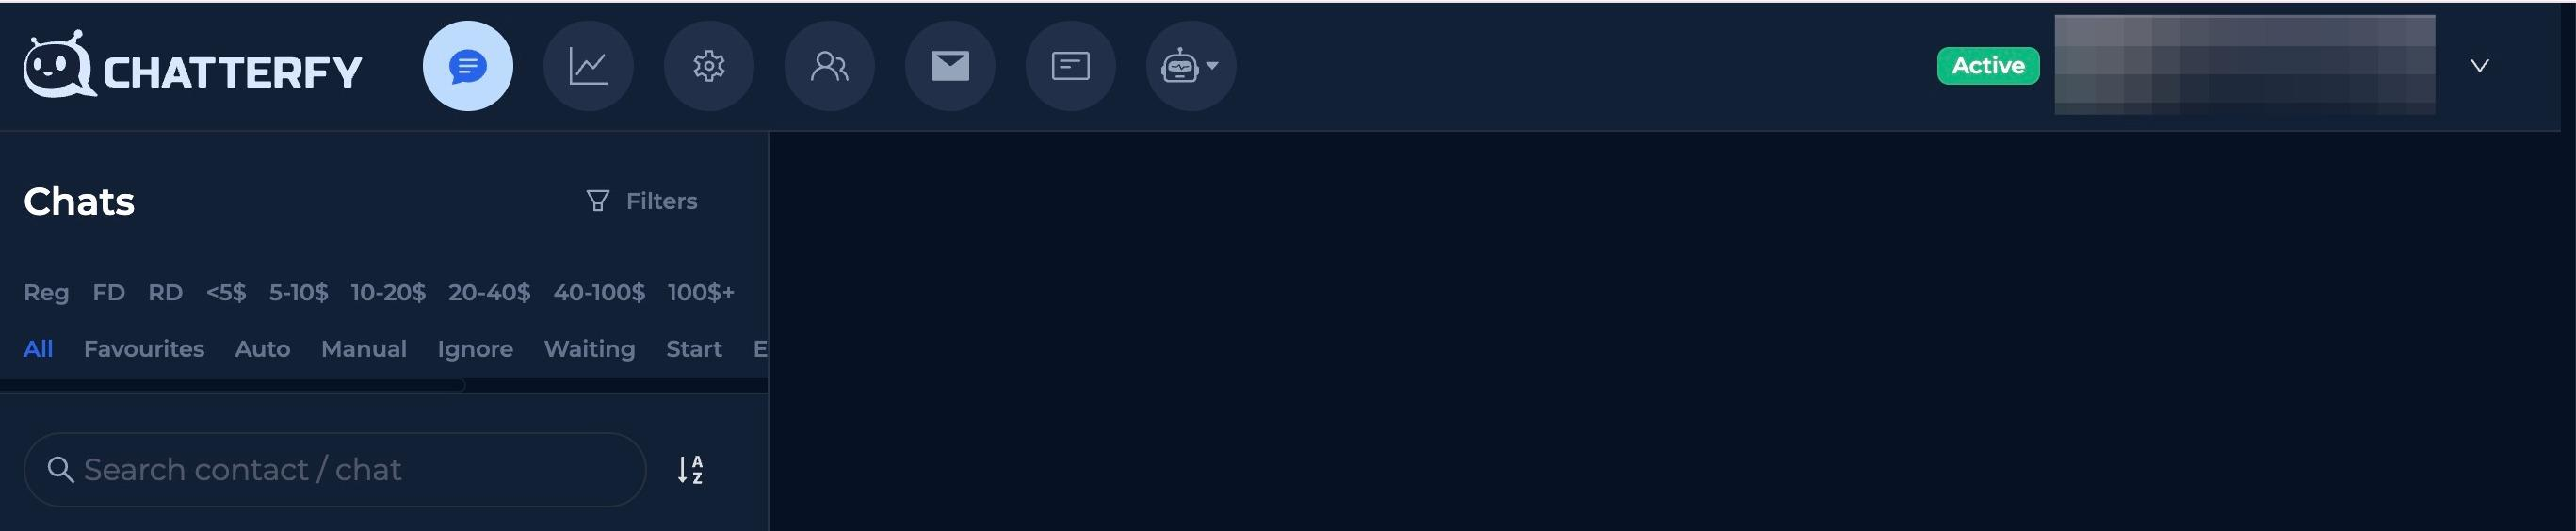 CHATTERFY
Active
Chats
Filters
Reg FD RD <5$ 5-10$ 10-20$ 20-40$ 40-100$ 100$+
All Favourites Auto Manual Ignore Waiting Start E
Search contact / chat
A
Z